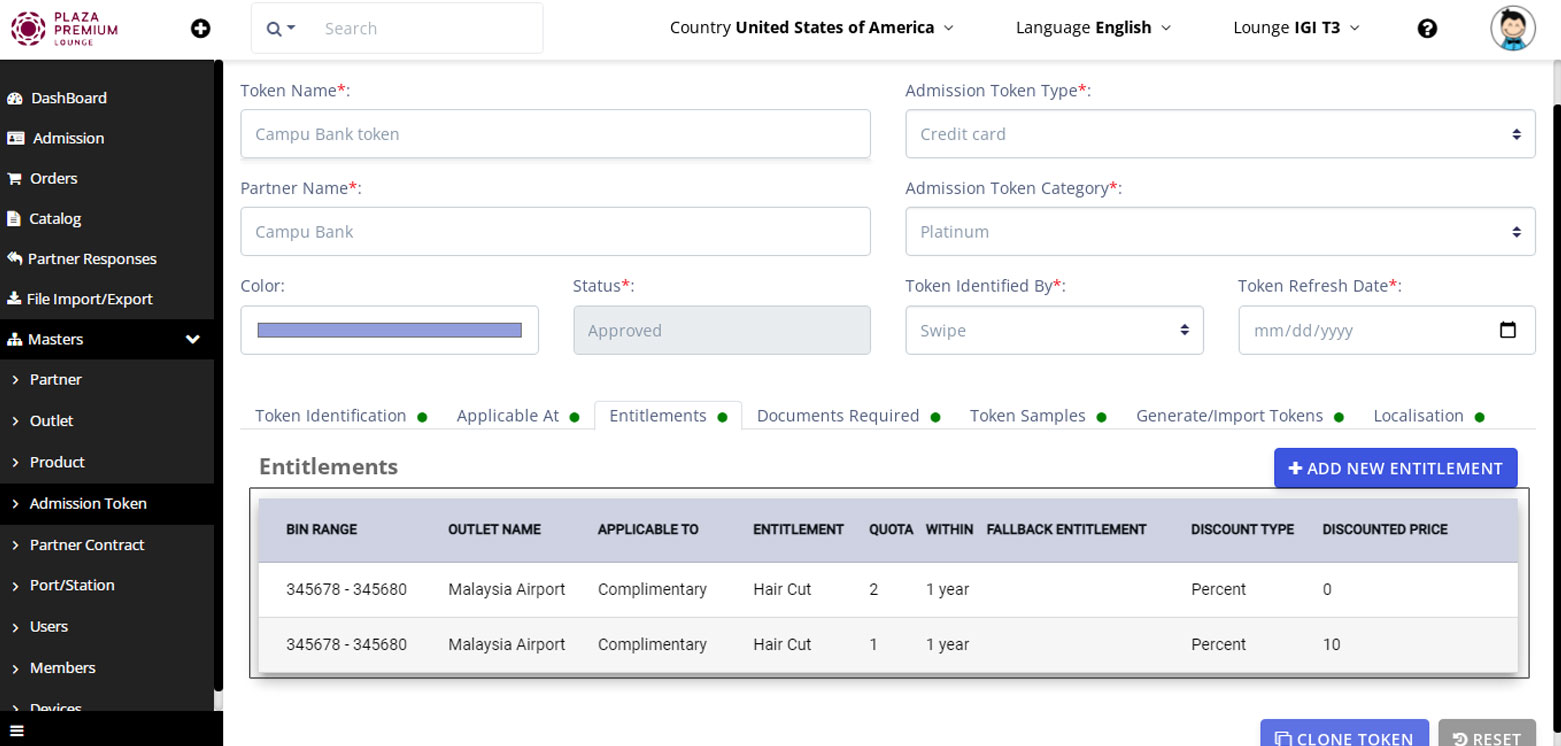 PLAZA
PREMIUM
LOUNGE
Search
Country United States of America
Language English
Lounge IGI T3
?
DashBoard
Admission
Orders
Catalog
Partner Responses
File Import/Export
Masters
Partner
Outlet
Product
Admission Token
Partner Contract
Port/Station
Users
Members
Devices
Token Name*:
Admission Token Type*:
Campu Bank token
Credit card
Partner Name*:
Admission Token Category*:
Campu Bank
Platinum
Color:
Status*:
Token Identified By*:
Token Refresh Date*:
Approved
Swipe
mm/dd/yyyy
Token Identification
Applicable At
Entitlements
Documents Required
Token Samples
Generate/Import Tokens
Localisation
Entitlements
+ ADD NEW ENTITLEMENT
BIN RANGE OUTLET NAME APPLICABLE TO ENTITLEMENT QUOTA WITHIN FALLBACK ENTITLEMENT DISCOUNT TYPE DISCOUNTED PRICE
345678 - 345680 Malaysia Airport Complimentary Hair Cut 2 1 year Percent 0
345678 - 345680 Malaysia Airport Complimentary Hair Cut 1 1 year Percent 10
CLONE TOKEN
RESET